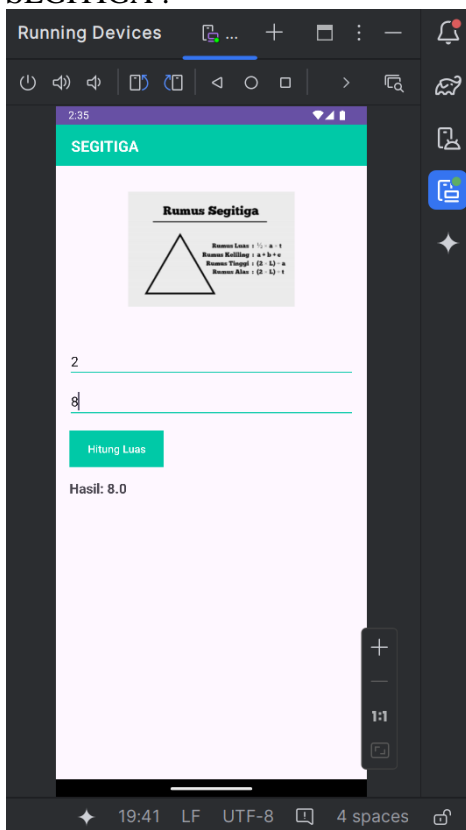 SEGITIGA :
Running Devices
...
2:35
SEGITIGA
Rumus Segitiga
Rumus Luas : ½ × a × t
Rumus Keliling : a + b + c
Rumus Tinggi : (2 × L) ÷ a
Rumus Alas : (2 × L) ÷ t
2
8
Hitung Luas
Hasil: 8.0
1:1
19:41 LF UTF-8 4 spaces